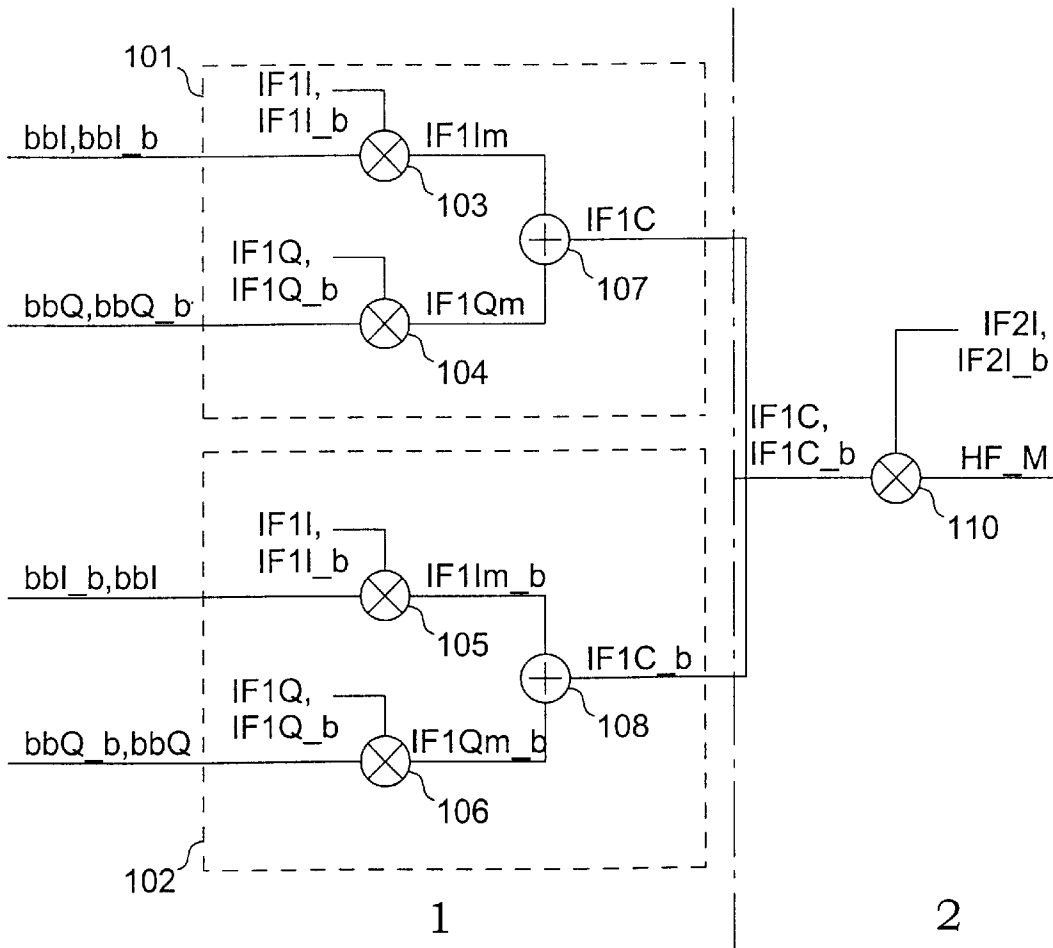 101
IF1I,
IF1I_b
bbI,bbI_b
IF1Im
103
IF1C
107
IF1Q,
IF1Q_b
bbQ,bbQ_b
IF1Qm
104
IF2I,
IF2I_b
IF1C,
IF1C_b
HF_M
110
IF1I,
IF1I_b
bbI_b,bbI
IF1Im_b
105
IF1C_b
108
IF1Q,
IF1Q_b
bbQ_b,bbQ
IF1Qm_b
106
102
1
2